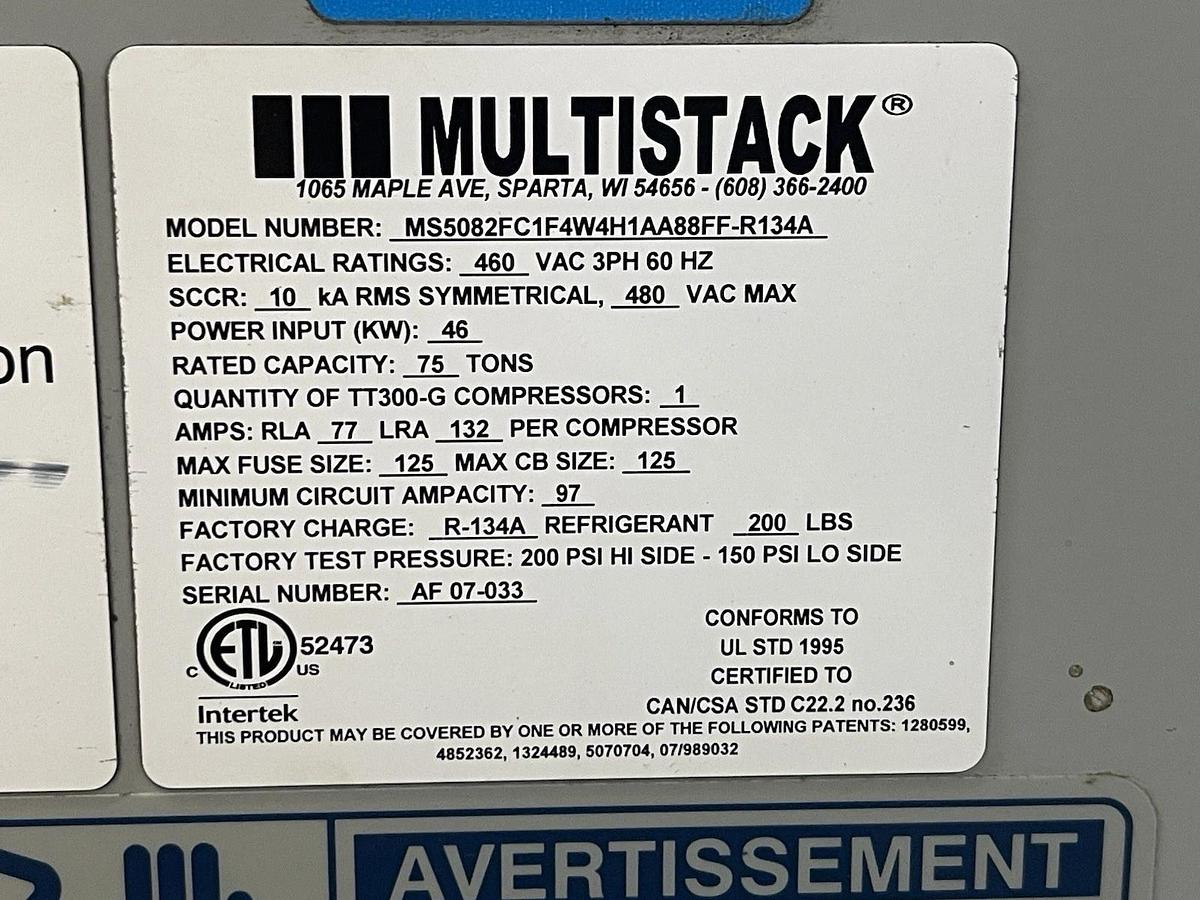 MULTISTACK®
1065 MAPLE AVE, SPARTA, WI 54656 - (608) 366-2400
MODEL NUMBER: MS5082FC1F4W4H1AA88FF-R134A
ELECTRICAL RATINGS: 460 VAC 3PH 60 HZ
SCCR: 10 kA RMS SYMMETRICAL, 480 VAC MAX
POWER INPUT (KW): 46
RATED CAPACITY: 75 TONS
QUANTITY OF TT300-G COMPRESSORS: 1
AMPS: RLA 77 LRA 132 PER COMPRESSOR
MAX FUSE SIZE: 125 MAX CB SIZE: 125
MINIMUM CIRCUIT AMPACITY: 97
FACTORY CHARGE: R-134A REFRIGERANT 200 LBS
FACTORY TEST PRESSURE: 200 PSI HI SIDE - 150 PSI LO SIDE
SERIAL NUMBER: AF 07-033
C ETL LISTED US 52473
Intertek
CONFORMS TO
UL STD 1995
CERTIFIED TO
CAN/CSA STD C22.2 no.236
THIS PRODUCT MAY BE COVERED BY ONE OR MORE OF THE FOLLOWING PATENTS: 1280599,
4852362, 1324489, 5070704, 07/989032
on
AVERTISSEMENT